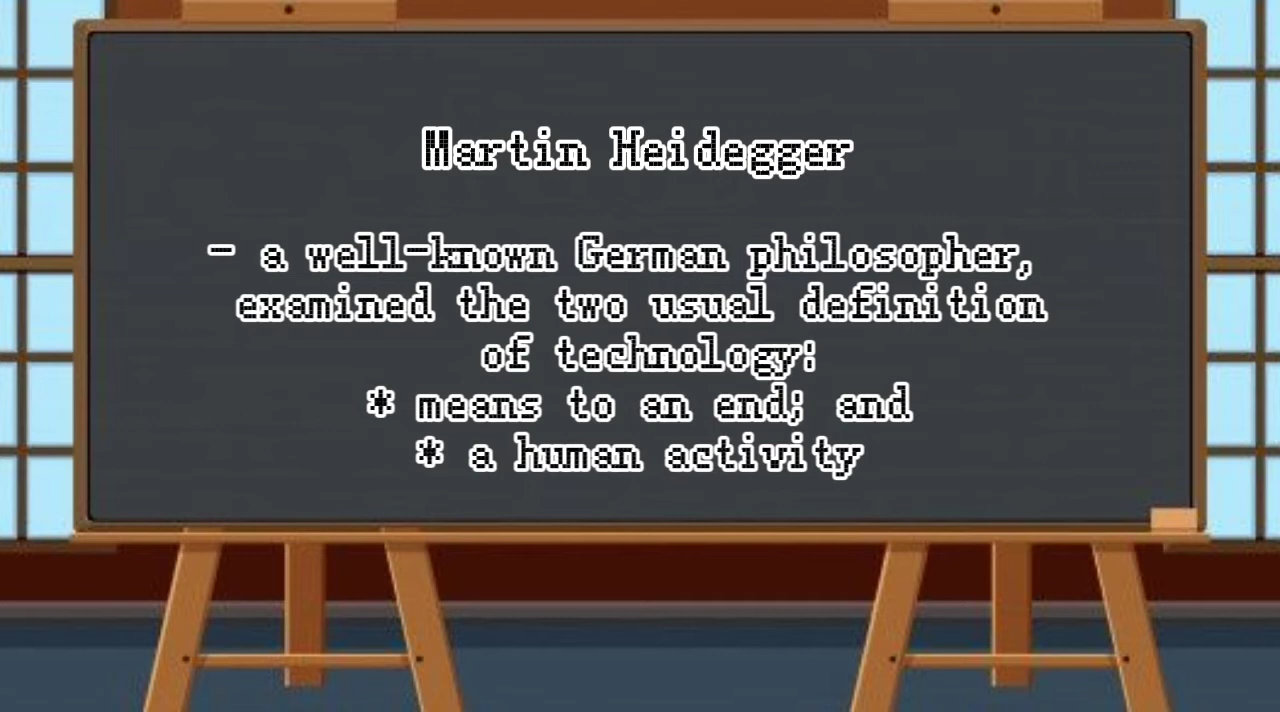 Martin Heidegger
- a well-known German philosopher,
examined the two usual definition
of technology:
* means to an end; and
* a human activity